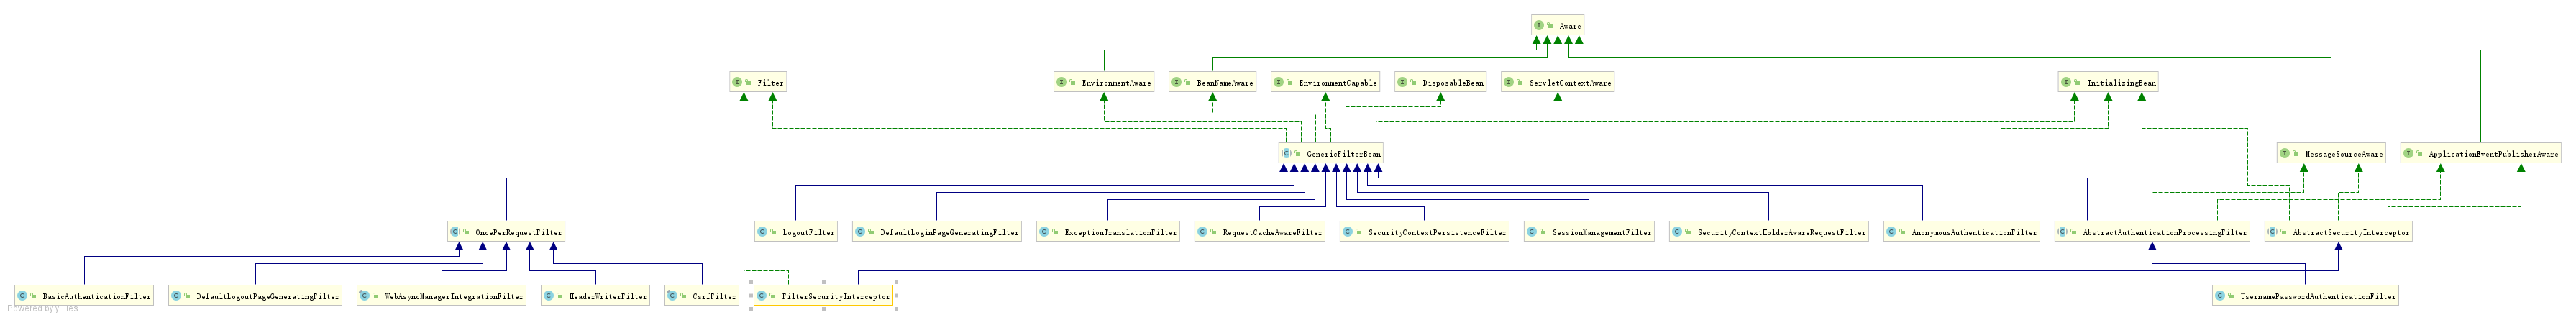 Aware
Filter
EnvironmentAware
BeanNameAware
EnvironmentCapable
DisposableBean
ServletContextAware
InitializingBean
GenericFilterBean
MessageSourceAware
ApplicationEventPublisherAware
OncePerRequestFilter
LogoutFilter
DefaultLoginPageGeneratingFilter
ExceptionTranslationFilter
RequestCacheAwareFilter
SecurityContextPersistenceFilter
SessionManagementFilter
SecurityContextHolderAwareRequestFilter
AnonymousAuthenticationFilter
AbstractAuthenticationProcessingFilter
AbstractSecurityInterceptor
BasicAuthenticationFilter
DefaultLogoutPageGeneratingFilter
WebAsyncManagerIntegrationFilter
HeaderWriterFilter
CsrfFilter
FilterSecurityInterceptor
UsernamePasswordAuthenticationFilter
Powered by yFiles